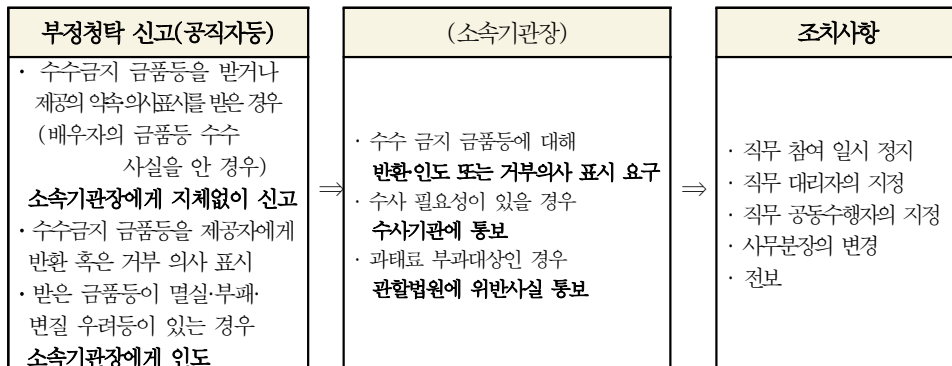 부정청탁 신고(공직자등)
· 수수금지 금품등을 받거나
제공의 약속·의사표시를 받은 경우
(배우자의 금품등 수수
사실을 안 경우)
소속기관장에게 지체없이 신고
· 수수금지 금품등을 제공자에게
반환 혹은 거부 의사 표시
· 받은 금품등이 멸실·부패·
변질 우려등이 있는 경우
소속기관장에게 인도
⇒
(소속기관장)
· 수수 금지 금품등에 대해
반환·인도 또는 거부의사 표시 요구
· 수사 필요성이 있을 경우
수사기관에 통보
· 과태료 부과대상인 경우
관할법원에 위반사실 통보
⇒
조치사항
· 직무 참여 일시 정지
· 직무 대리자의 지정
· 직무 공동수행자의 지정
· 사무분장의 변경
· 전보